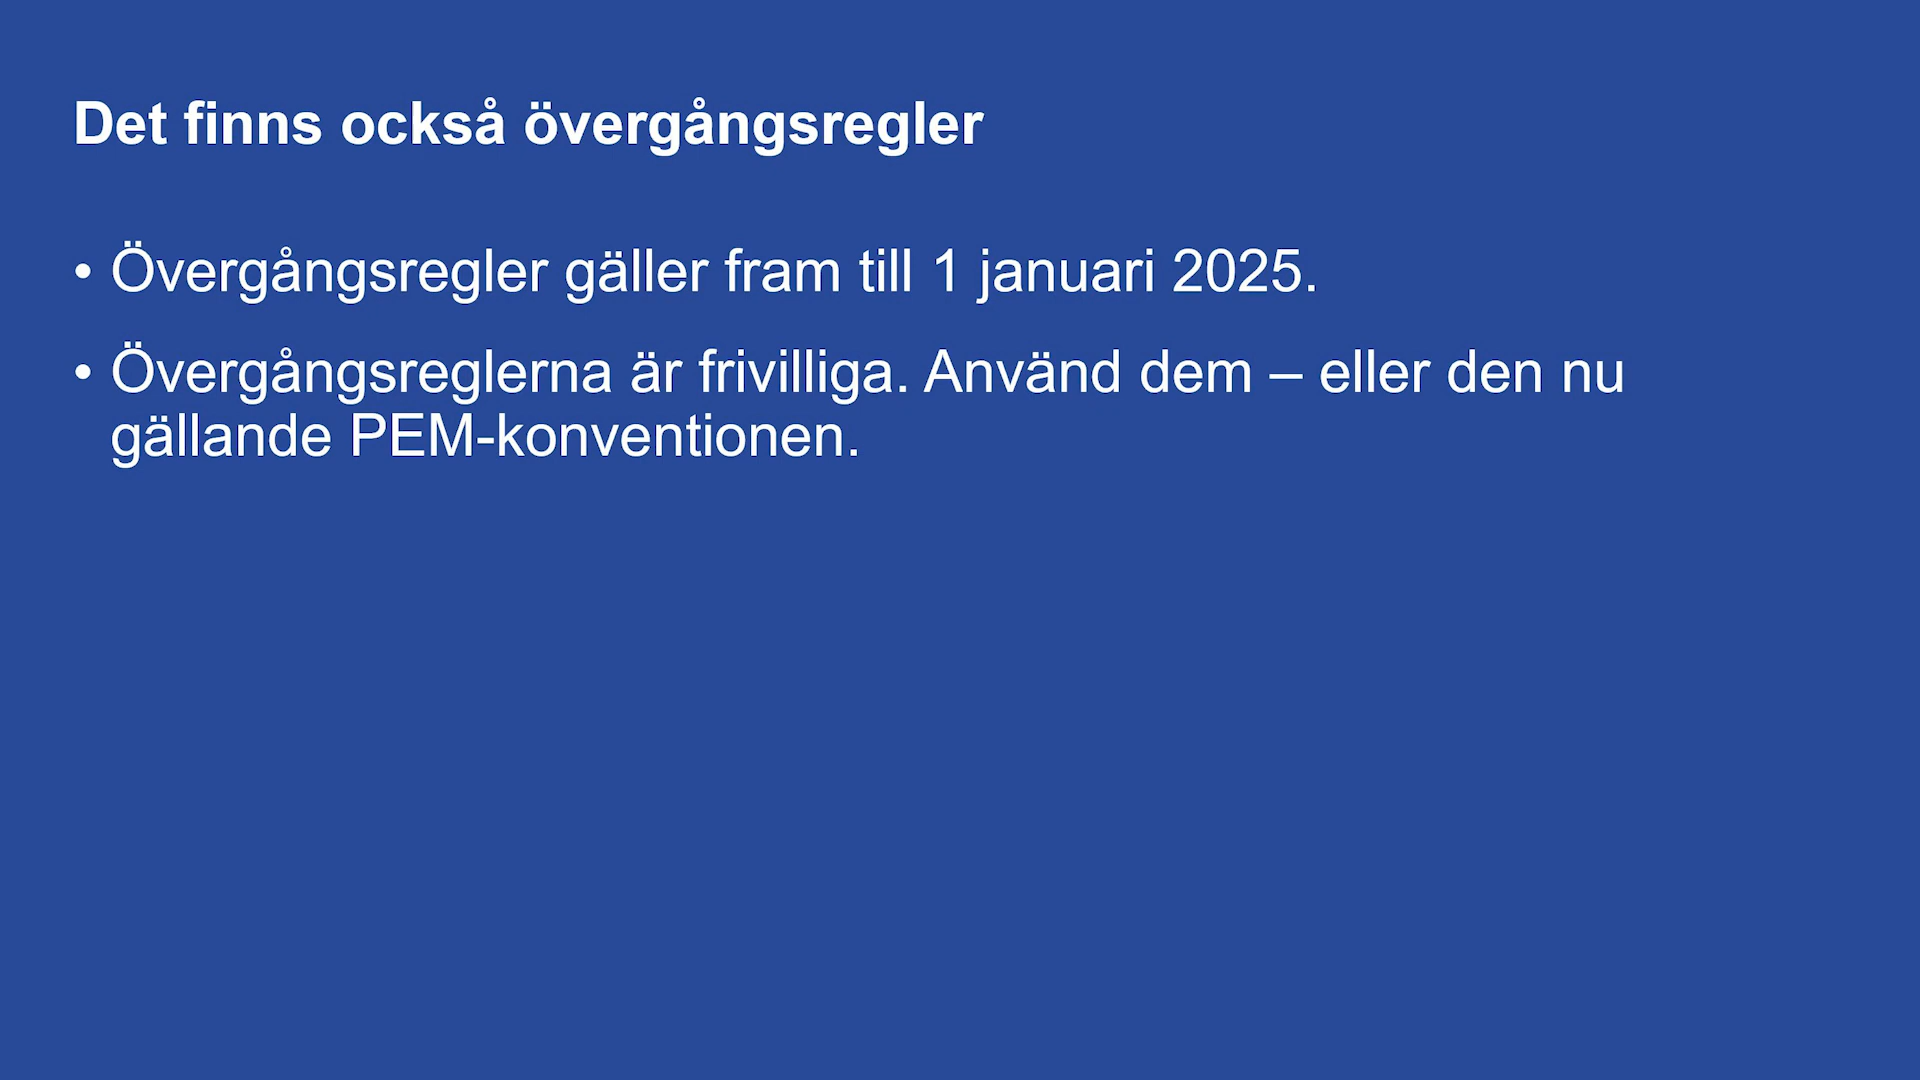 Det finns också övergångsregler
• Övergångsregler gäller fram till 1 januari 2025.
• Övergångsreglerna är frivilliga. Använd dem – eller den nu
gällande PEM-konventionen.